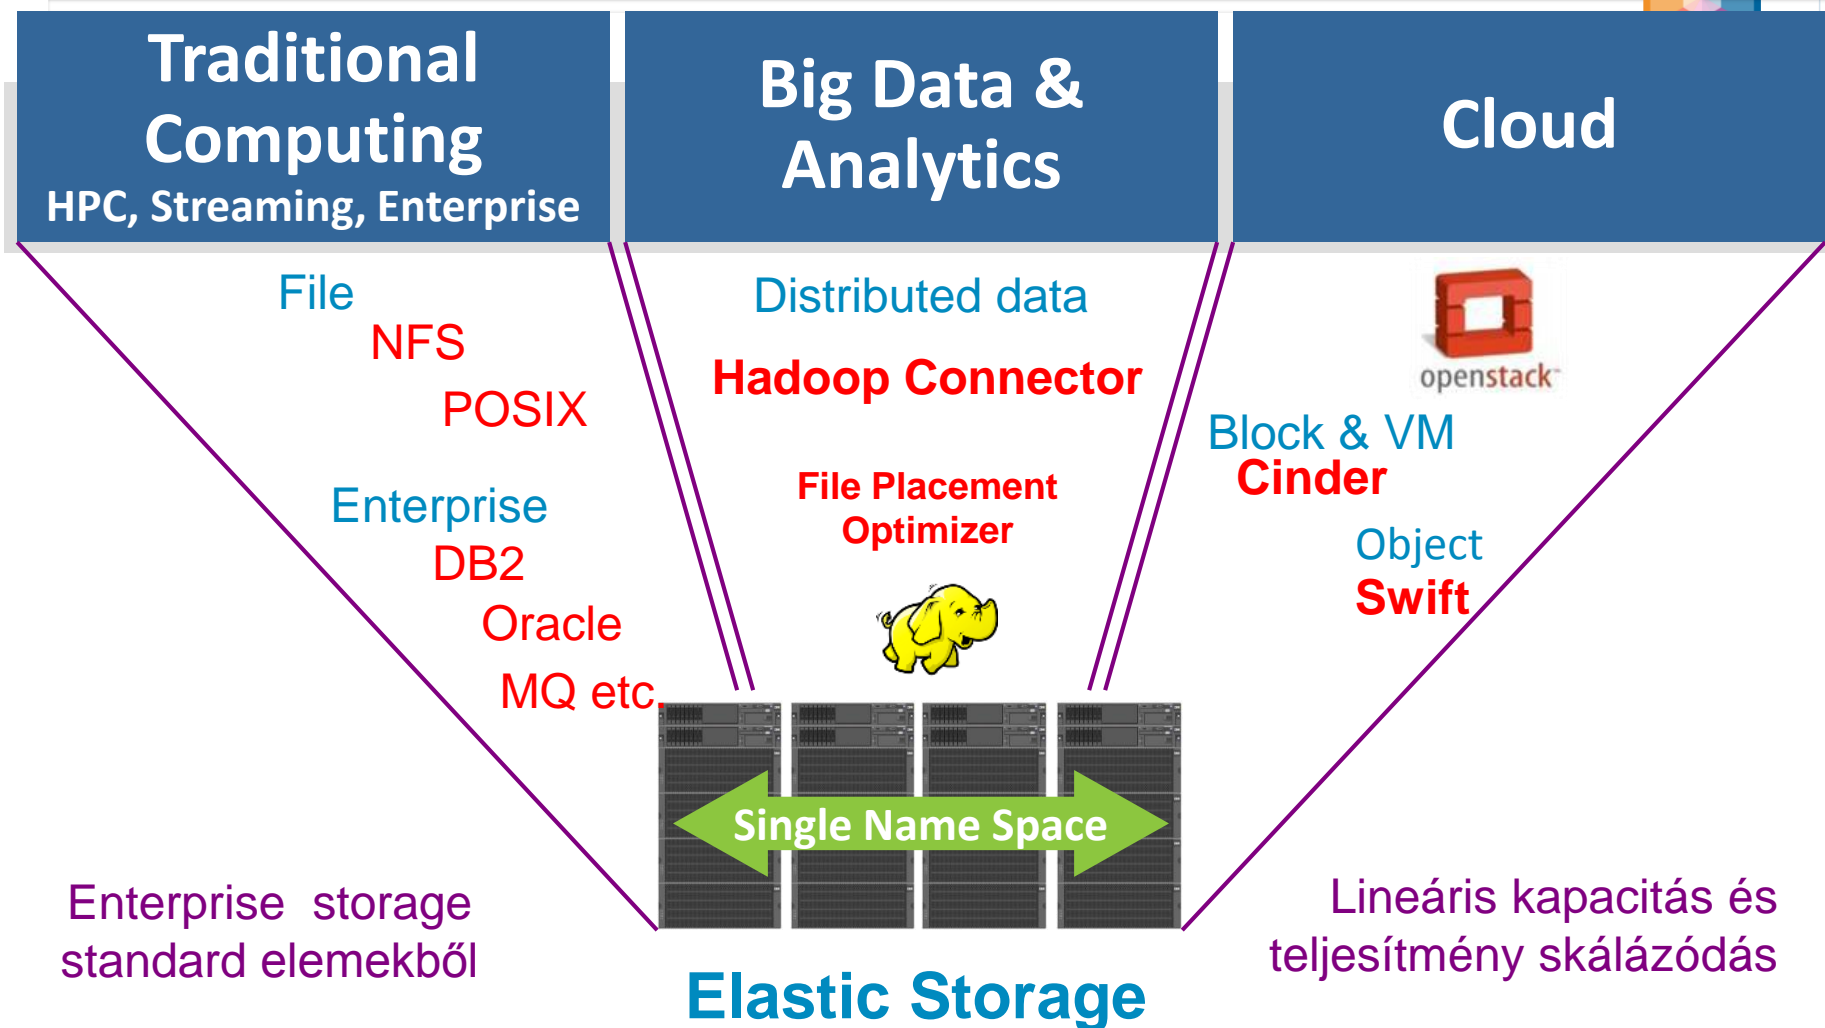 Traditional
Computing
HPC, Streaming, Enterprise
Big Data &
Analytics
Cloud
File
NFS
POSIX
Enterprise
DB2
Oracle
MQ etc.
Distributed data
Hadoop Connector
File Placement
Optimizer
openstack
Block & VM
Cinder
Object
Swift
Single Name Space
Enterprise storage
standard elemekből
Lineáris kapacitás és
teljesítmény skálázódás
Elastic Storage